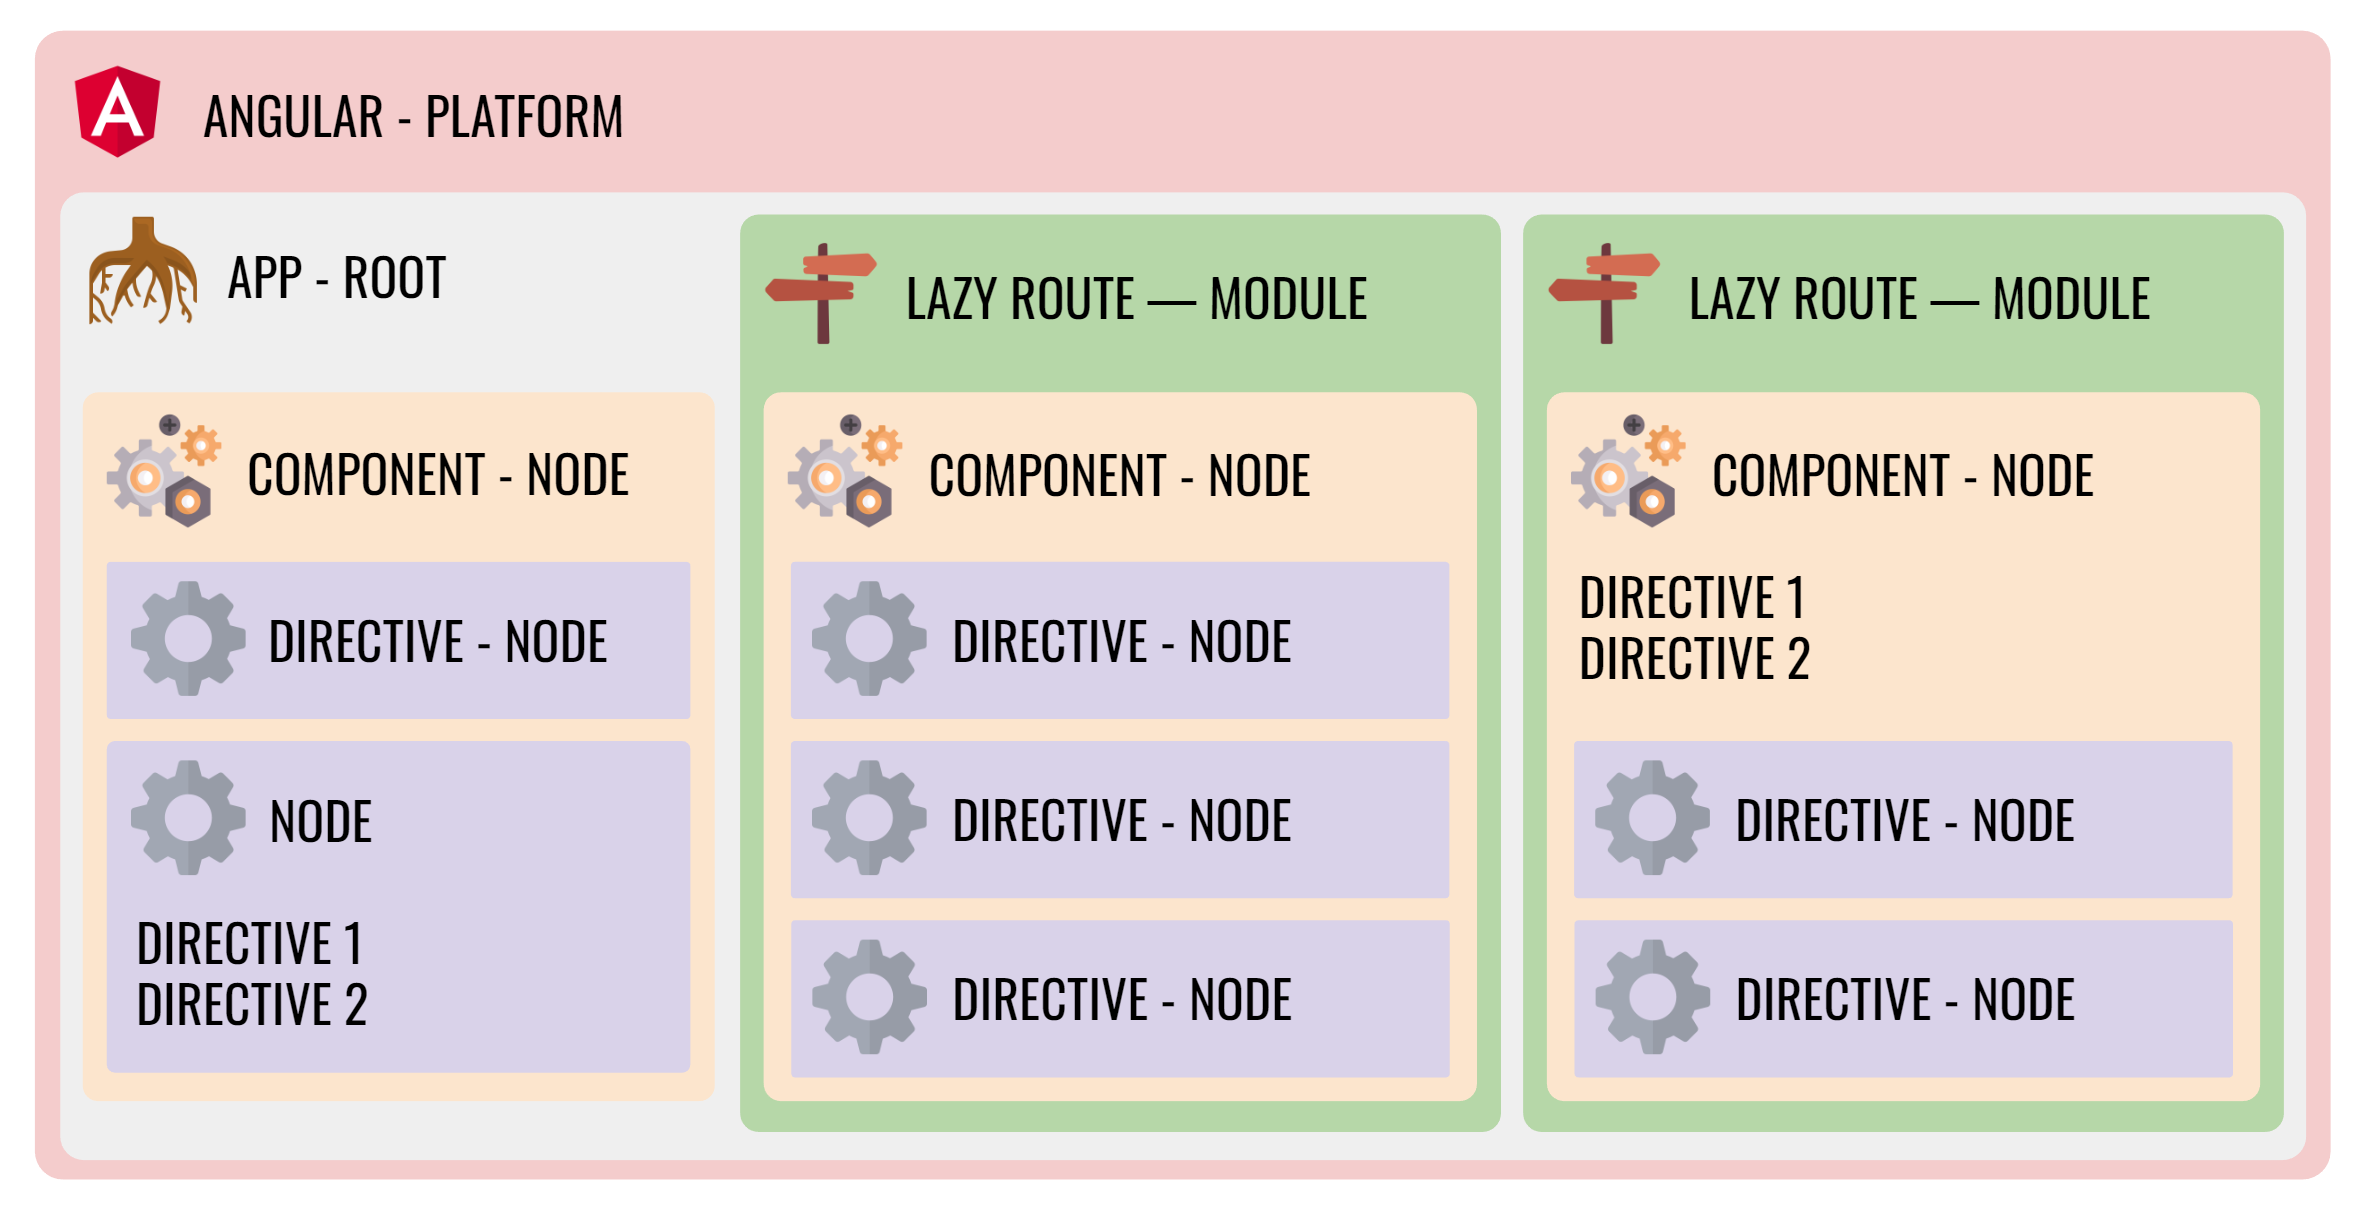 ANGULAR - PLATFORM
APP - ROOT
COMPONENT - NODE
DIRECTIVE - NODE
NODE
DIRECTIVE 1
DIRECTIVE 2
LAZY ROUTE — MODULE
COMPONENT - NODE
DIRECTIVE - NODE
DIRECTIVE - NODE
DIRECTIVE - NODE
LAZY ROUTE — MODULE
COMPONENT - NODE
DIRECTIVE 1
DIRECTIVE 2
DIRECTIVE - NODE
DIRECTIVE - NODE